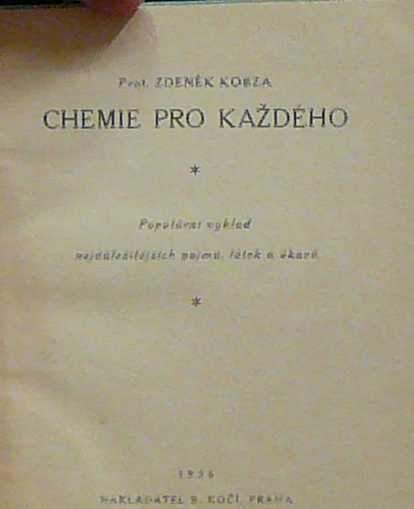 Prof. ZDENĚK KOBZA
CHEMIE PRO KAŽDÉHO
*
Populární výklad
nejdůležitějších pojmů, látek a úkazů
*
1936
NAKLADATEL B. KOČÍ, PRAHA